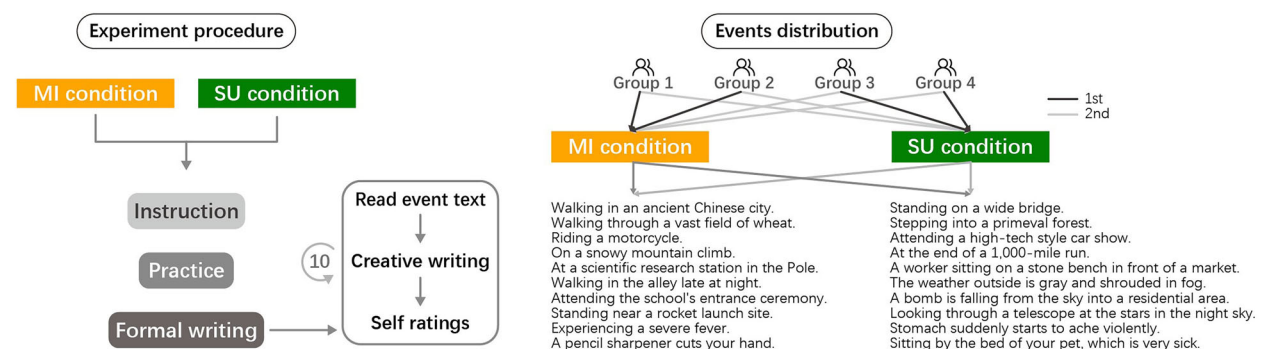 Experiment procedure
MI condition
SU condition
Instruction
Practice
Formal writing
10
Read event text
Creative writing
Self ratings
Events distribution
Group 1
Group 2
Group 3
Group 4
1st
2nd
MI condition
SU condition
Walking in an ancient Chinese city.
Walking through a vast field of wheat.
Riding a motorcycle.
On a snowy mountain climb.
At a scientific research station in the Pole.
Walking in the alley late at night.
Attending the school's entrance ceremony.
Standing near a rocket launch site.
Experiencing a severe fever.
A pencil sharpener cuts your hand.
Standing on a wide bridge.
Stepping into a primeval forest.
Attending a high-tech style car show.
At the end of a 1,000-mile run.
A worker sitting on a stone bench in front of a market.
The weather outside is gray and shrouded in fog.
A bomb is falling from the sky into a residential area.
Looking through a telescope at the stars in the night sky.
Stomach suddenly starts to ache violently.
Sitting by the bed of your pet, which is very sick.